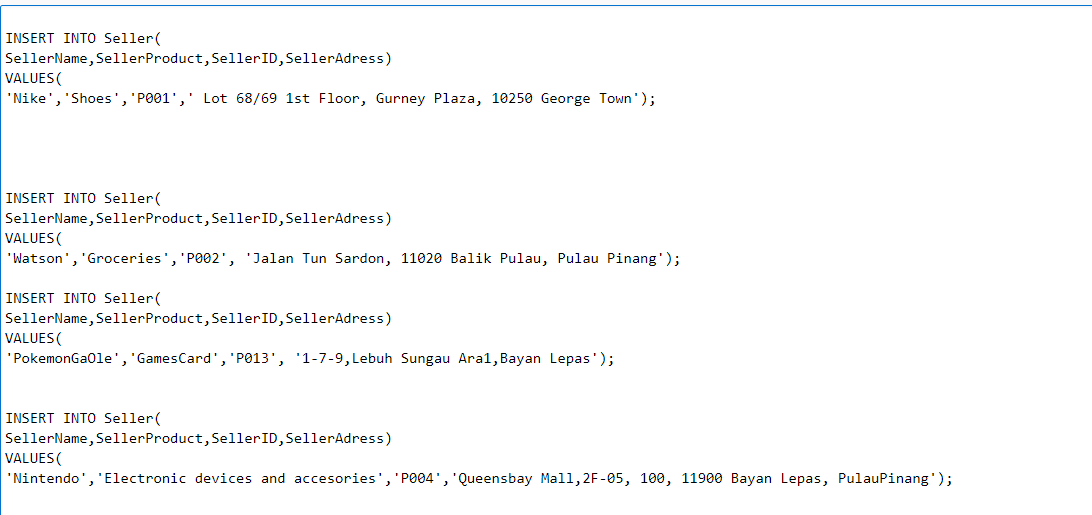 INSERT INTO Seller(
SellerName,SellerProduct,SellerID,SellerAdress)
VALUES(
'Nike','Shoes','P001',' Lot 68/69 1st Floor, Gurney Plaza, 10250 George Town');
INSERT INTO Seller(
SellerName,SellerProduct,SellerID,SellerAdress)
VALUES(
'Watson','Groceries','P002', 'Jalan Tun Sardon, 11020 Balik Pulau, Pulau Pinang');
INSERT INTO Seller(
SellerName,SellerProduct,SellerID,SellerAdress)
VALUES(
'PokemonGaOle','GamesCard','P013', '1-7-9,Lebuh Sungau Ara1,Bayan Lepas');
INSERT INTO Seller(
SellerName,SellerProduct,SellerID,SellerAdress)
VALUES(
'Nintendo','Electronic devices and accesories','P004','Queensbay Mall,2F-05, 100, 11900 Bayan Lepas, PulauPinang');